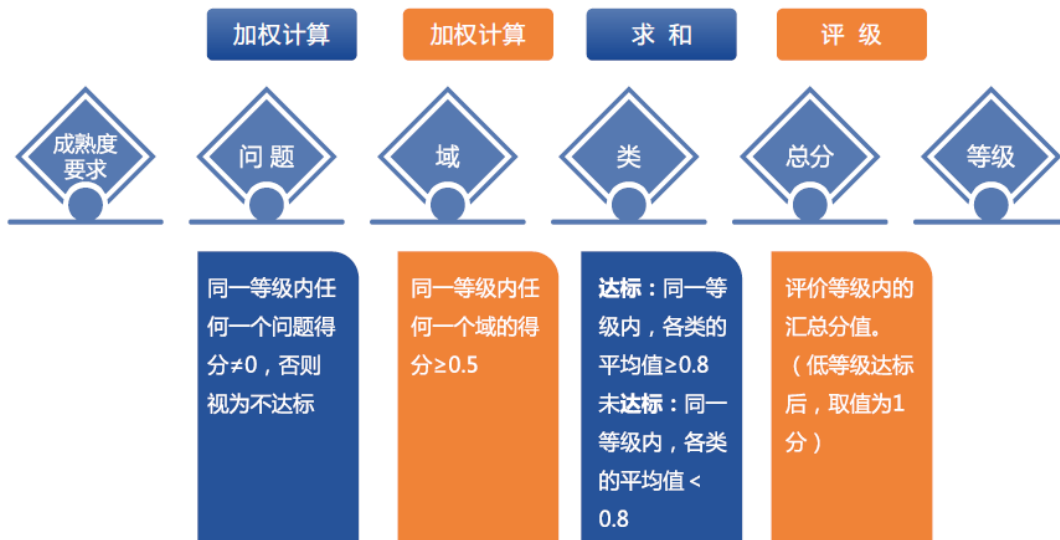 加权计算
加权计算
求 和
评 级
成熟度
要求
问 题
域
类
总分
等级
同一等级内任
何一个问题得
分≠0，否则
视为不达标
同一等级内任
何一个域的得
分≥0.5
达标：同一等
级内，各类的
平均值≥0.8
未达标：同一
等级内，各类
的平均值 <
0.8
评价等级内的
汇总分值。
（低等级达标
后，取值为1
分）